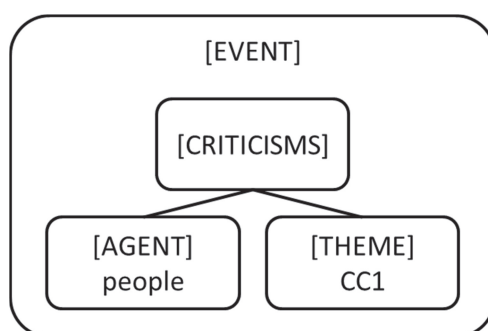 [EVENT]
[CRITICISMS]
[AGENT]
people
[THEME]
CC1